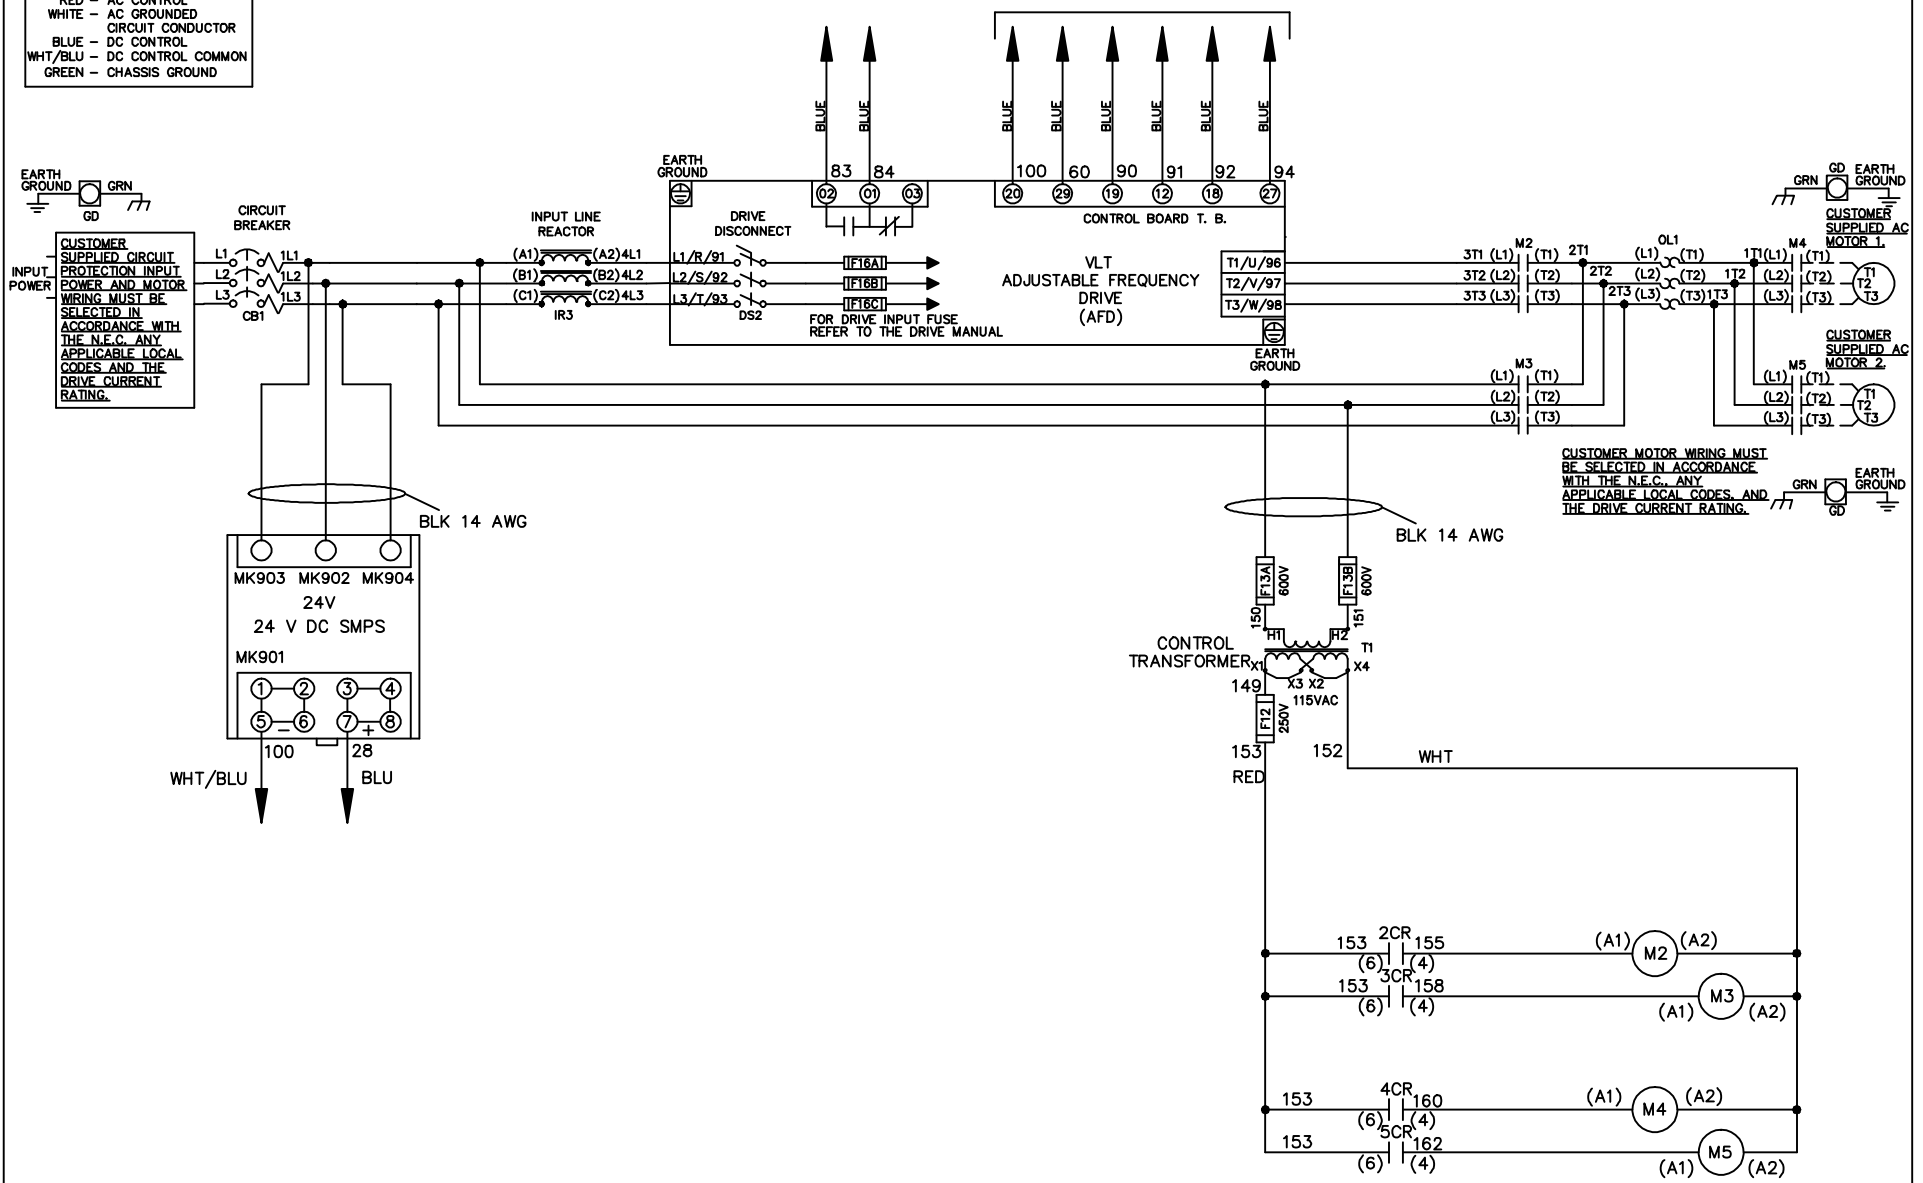 RED – AC CONTROL
WHITE – AC GROUNDED
CIRCUIT CONDUCTOR
BLUE – DC CONTROL
WHT/BLU – DC CONTROL COMMON
GREEN – CHASSIS GROUND
BLUE
BLUE
BLUE
BLUE
BLUE
BLUE
BLUE
BLUE
EARTH
GROUND
GRN
GD
CIRCUIT
BREAKER
INPUT LINE
REACTOR
EARTH
GROUND
DRIVE
DISCONNECT
83 84
02 01 03
100 60 90 91 92 94
20 29 19 12 18 27
CONTROL BOARD T. B.
GRN
GD
EARTH
GROUND
INPUT
POWER
CUSTOMER
SUPPLIED CIRCUIT
PROTECTION INPUT
POWER AND MOTOR
WIRING MUST BE
SELECTED IN
ACCORDANCE WITH
THE N.E.C. ANY
APPLICABLE LOCAL
CODES AND THE
DRIVE CURRENT
RATING.
L1 1L1
L2 1L2
L3 1L3
CB1
(A1) (A2) 4L1
(B1) (B2) 4L2
(C1) (C2) 4L3
IR3
L1/R/91
L2/S/92
L3/T/93
DS2
F16A
F16B
F16C
FOR DRIVE INPUT FUSE
REFER TO THE DRIVE MANUAL
VLT
ADJUSTABLE FREQUENCY
DRIVE
(AFD)
T1/U/96
T2/V/97
T3/W/98
EARTH
GROUND
M2
3T1 (L1) (T1) 2T1
3T2 (L2) (T2) 2T2
3T3 (L3) (T3) 2T3
OL1
(L1) (T1) 1T1
(L2) (T2) 1T2
(L3) (T3) 1T3
M4
(L1) (T1)
(L2) (T2)
(L3) (T3)
T1
T2
T3
CUSTOMER
SUPPLIED AC
MOTOR 1.
M3
(L1) (T1)
(L2) (T2)
(L3) (T3)
CUSTOMER
SUPPLIED AC
MOTOR 2.
M5
(L1) (T1)
(L2) (T2)
(L3) (T3)
T1
T2
T3
CUSTOMER MOTOR WIRING MUST
BE SELECTED IN ACCORDANCE
WITH THE N.E.C., ANY
APPLICABLE LOCAL CODES, AND
THE DRIVE CURRENT RATING.
GRN
GD
EARTH
GROUND
BLK 14 AWG
MK903 MK902 MK904
24V
24 V DC SMPS
MK901
1 2 3 4
5 6 7 8
– +
100 28
WHT/BLU BLU
BLK 14 AWG
F13A
600V
F13B
600V
150 151
H1 H2
CONTROL
TRANSFORMER
T1
X1 X4
X3 X2
149
115VAC
F12
250V
153 152
RED
WHT
2CR
153 155
(6) (4)
(A1) M2 (A2)
3CR
153 158
(6) (4)
(A1) M3 (A2)
4CR
153 160
(6) (4)
(A1) M4 (A2)
5CR
153 162
(6) (4)
(A1) M5 (A2)